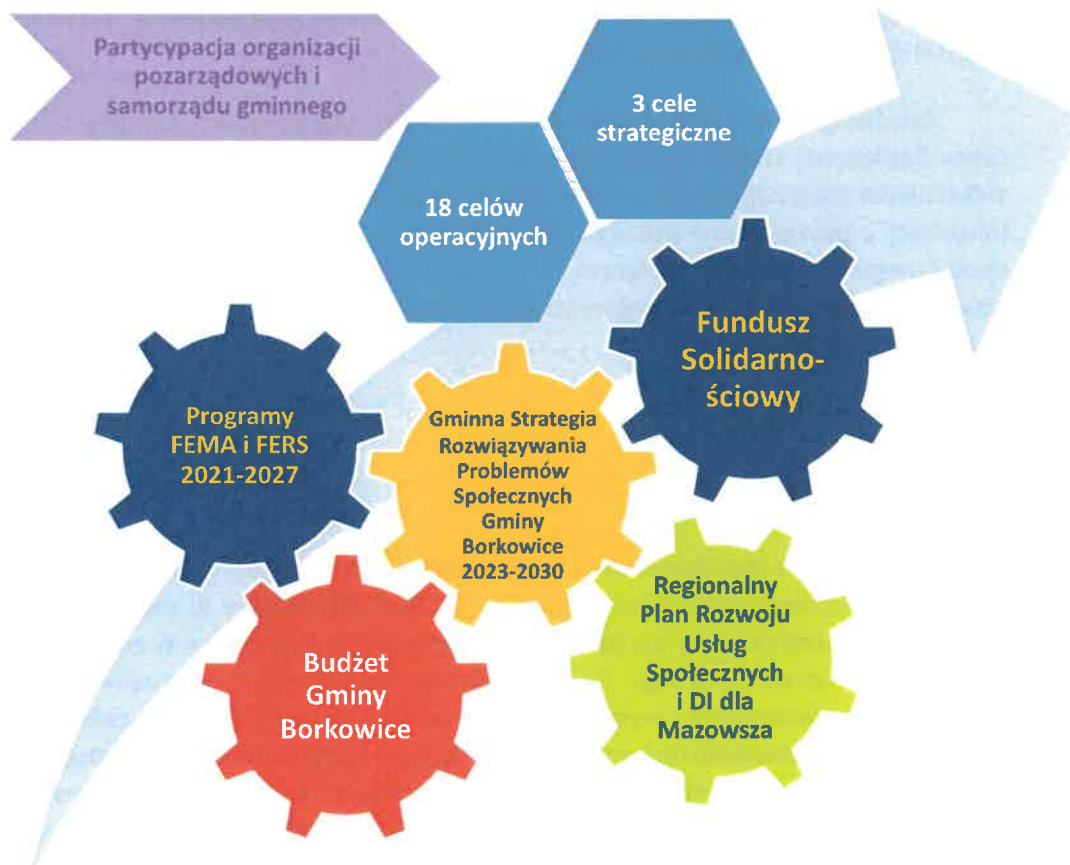 Partycypacja organizacji
pozarządowych i
samorządu gminnego
3 cele
strategiczne
18 celów
operacyjnych
Fundusz
Solidarno-
ściowy
Programy
FEMA i FERS
2021-2027
Gminna Strategia
Rozwiązywania
Problemów
Społecznych
Gminy
Borkowice
2023-2030
Regionalny
Plan Rozwoju
Usług
Społecznych
i DI dla
Mazowsza
Budżet
Gminy
Borkowice